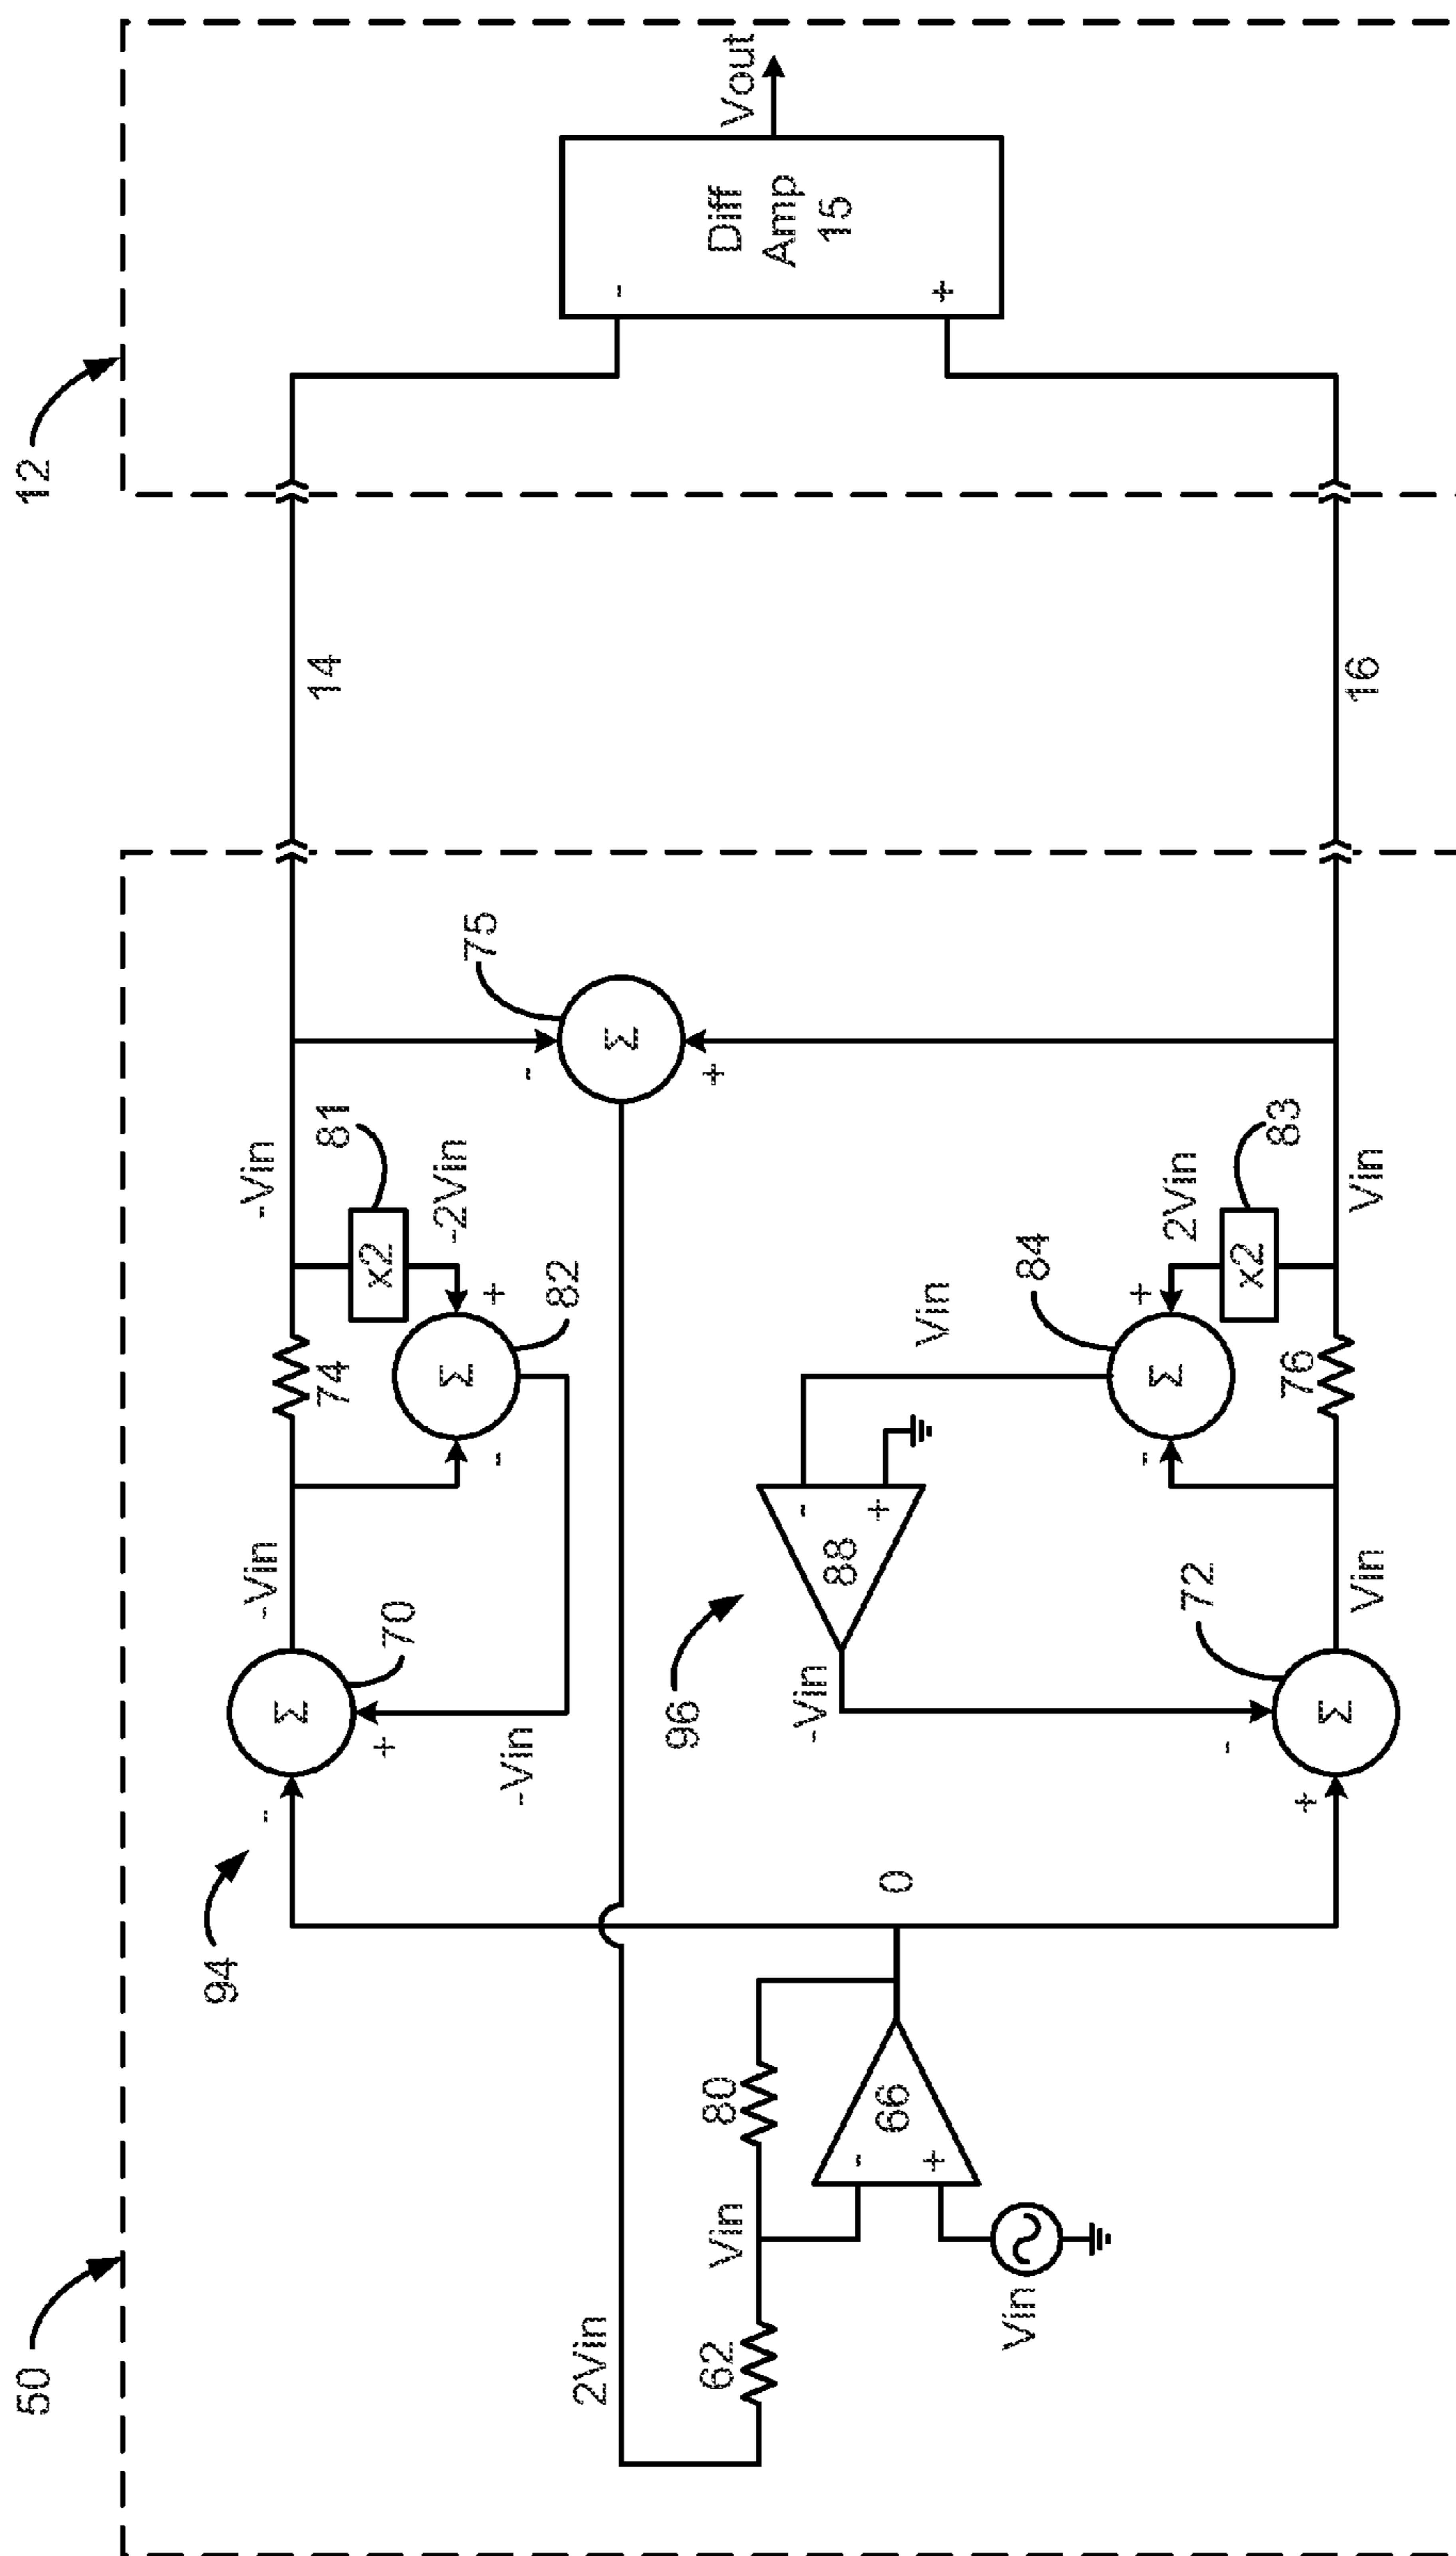 50
12
94
-
Σ
70
+
-Vin
-Vin
74
-
Σ
82
+
-Vin
81
x2
-2Vin
14
-
75
Σ
+
2Vin
62
Vin
80
-
66
+
Vin
0
96
-Vin
88
-
+
Vin
84
-
Σ
+
2Vin
x2
83
-
72
+
Σ
Vin
76
Vin
16
-
Diff
Amp
15
+
Vout